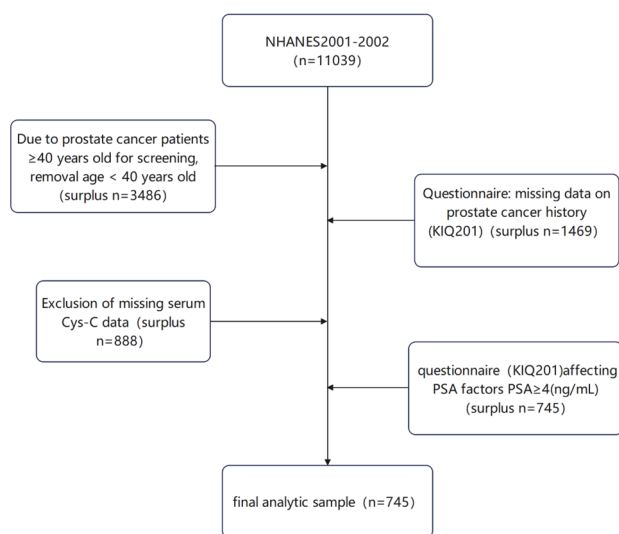 NHANES2001-2002
(n=11039)
Due to prostate cancer patients
≥40 years old for screening,
removal age < 40 years old
(surplus n=3486)
Questionnaire: missing data on
prostate cancer history
(KIQ201) (surplus n=1469)
Exclusion of missing serum
Cys-C data (surplus
n=888)
questionnaire (KIQ201)affecting
PSA factors PSA≥4(ng/mL)
(surplus n=745)
final analytic sample (n=745)